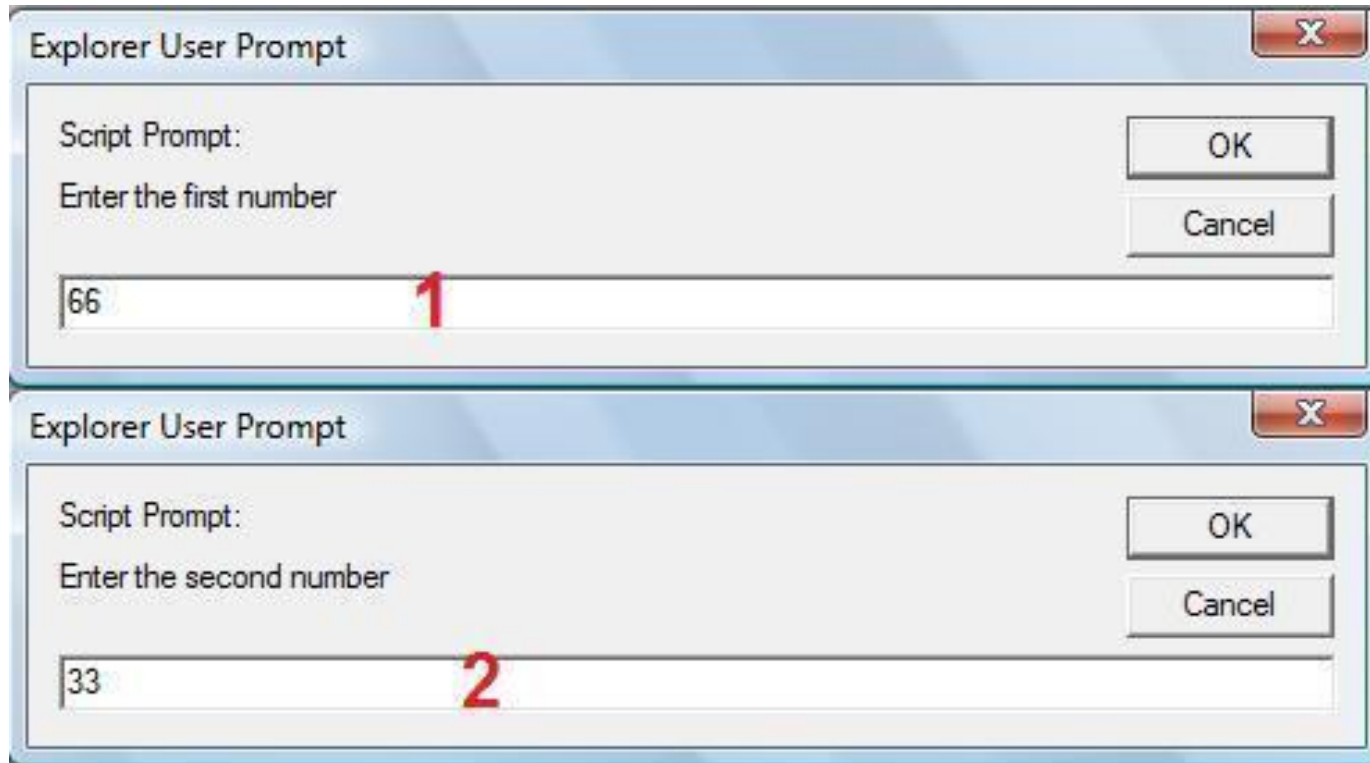 Explorer User Prompt
X
Script Prompt:
OK
Enter the first number
Cancel
66
1
Explorer User Prompt
X
Script Prompt:
OK
Enter the second number
Cancel
33
2